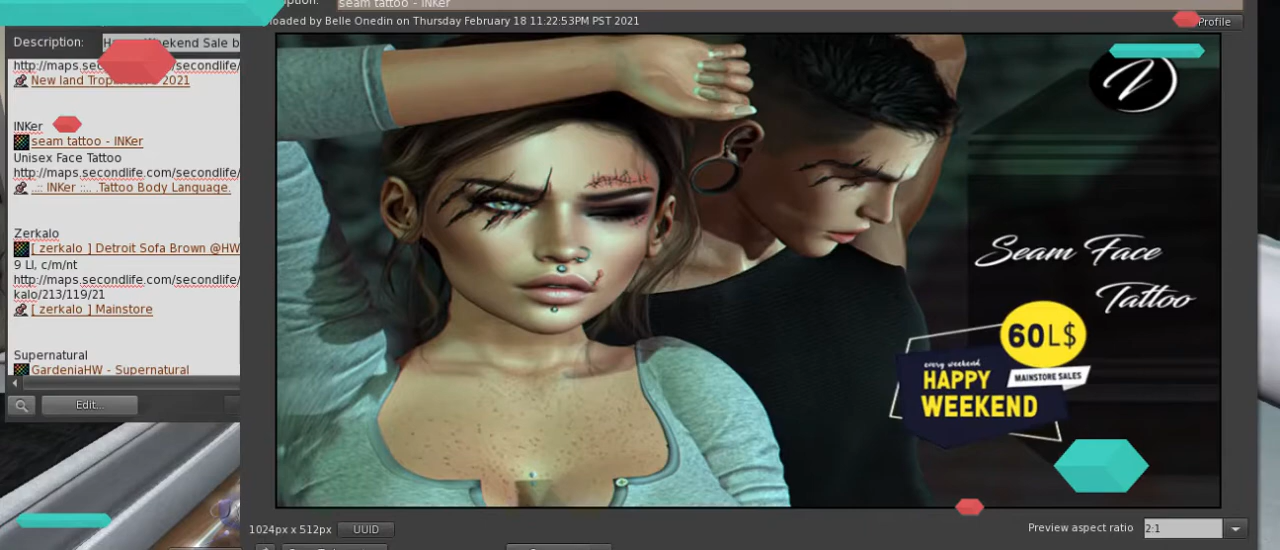 seam tattoo - INKer
loaded by Belle Onedin on Thursday February 18 11:22:53PM PST 2021
Profile
Description:
http://maps.sec secondlife/
New land Trop 2021
INKer
seam tattoo - INKer
Unisex Face Tattoo
http://maps.secondlife.com/secondlife/
..:: INKer ::.. .Tattoo Body Language.
Zerkalo
[ zerkalo ] Detroit Sofa Brown @HW
9 LI, c/m/nt
http://maps.secondlife.com/secondlife/
kalo/213/119/21
[ zerkalo ] Mainstore
Supernatural
GardeniaHW - Supernatural
Edit...
Seam Face
Tattoo
60L$
every weekend
HAPPY
MAINSTORE SALES
WEEKEND
1024px x 512px
UUID
Preview aspect ratio
2:1